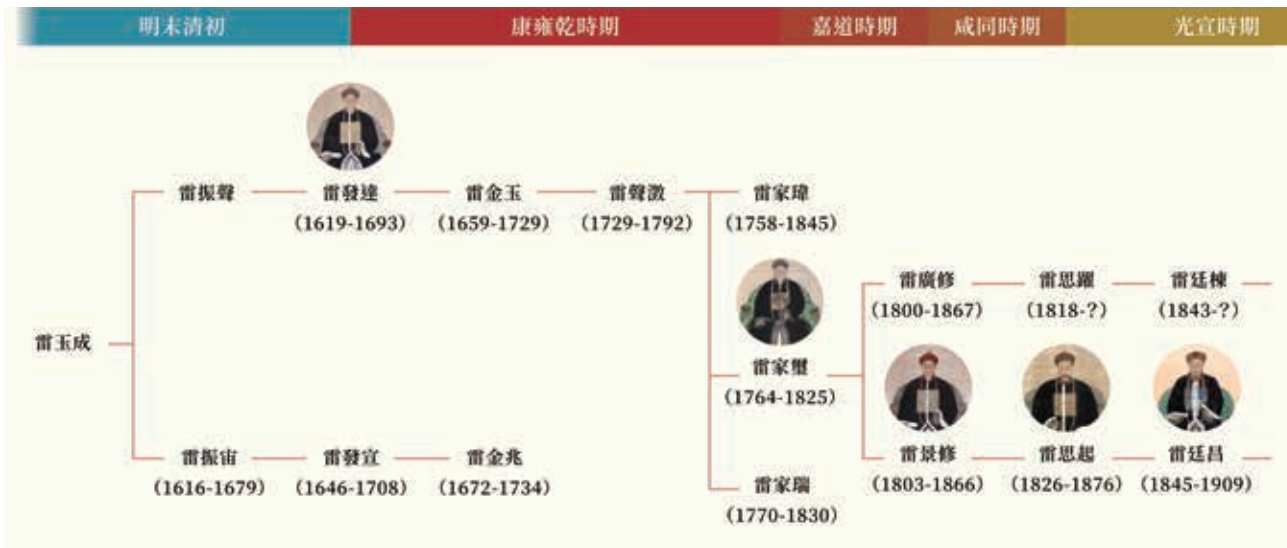 明末清初
康雍乾時期
嘉道時期
咸同時期
光宣時期
雷玉成
雷振聲
雷發達
(1619-1693)
雷金玉
(1659-1729)
雷聲澂
(1729-1792)
雷家瑋
(1758-1845)
雷家璽
(1764-1825)
雷家瑞
(1770-1830)
雷廣修
(1800-1867)
雷思躍
(1818-?)
雷廷棟
(1843-?)
雷景修
(1803-1866)
雷思起
(1826-1876)
雷廷昌
(1845-1909)
雷振宙
(1616-1679)
雷發宣
(1646-1708)
雷金兆
(1672-1734)